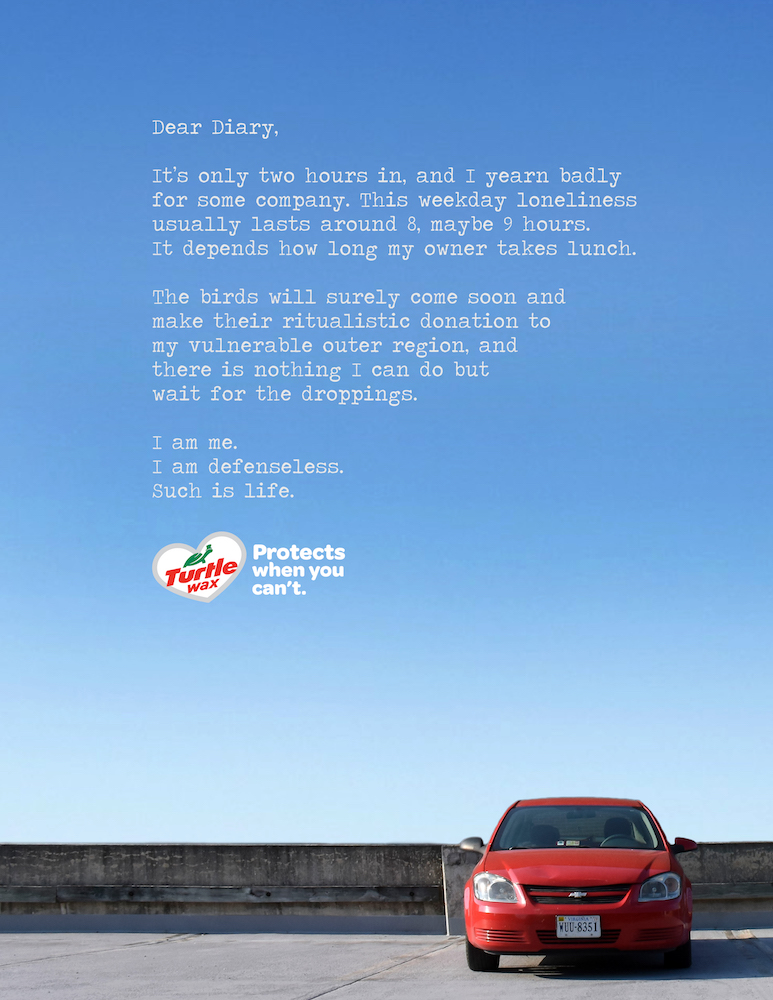 Dear Diary,
It's only two hours in, and I yearn badly
for some company. This weekday loneliness
usually lasts around 8, maybe 9 hours.
It depends how long my owner takes lunch.
The birds will surely come soon and
make their ritualistic donation to
my vulnerable outer region, and
there is nothing I can do but
wait for the droppings.
I am me.
I am defenseless.
Such is life.
Turtle
wax
Protects
when you
can't.
WUU-8351